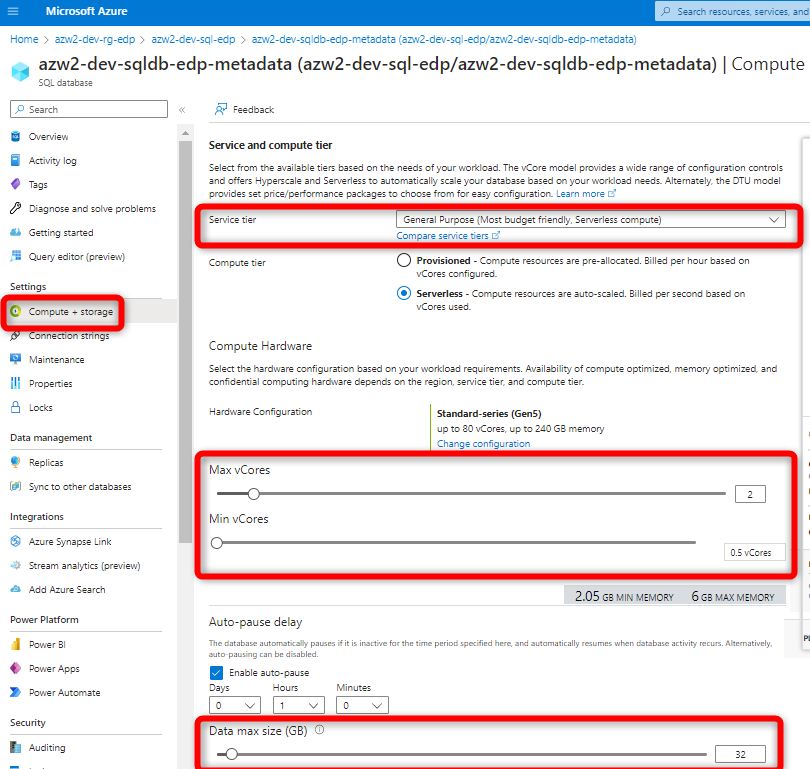 Microsoft Azure
Search resources, services, and
Home > azw2-dev-rg-edp > azw2-dev-sql-edp > azw2-dev-sqldb-edp-metadata (azw2-dev-sql-edp/azw2-dev-sqldb-edp-metadata)
azw2-dev-sqldb-edp-metadata (azw2-dev-sql-edp/azw2-dev-sqldb-edp-metadata) | Compute
SQL database
Search
«
Overview
Activity log
Tags
Diagnose and solve problems
Getting started
Query editor (preview)
Settings
Compute + storage
Connection strings
Maintenance
Properties
Locks
Data management
Replicas
Sync to other databases
Integrations
Azure Synapse Link
Stream analytics (preview)
Add Azure Search
Power Platform
Power BI
Power Apps
Power Automate
Security
Auditing
Feedback
Service and compute tier
Select from the available tiers based on the needs of your workload. The vCore model provides a wide range of configuration controls
and offers Hyperscale and Serverless to automatically scale your database based on your workload needs. Alternately, the DTU model
provides set price/performance packages to choose from for easy configuration. Learn more
Service tier
General Purpose (Most budget friendly, Serverless compute)
Compare service tiers
Compute tier
Provisioned - Compute resources are pre-allocated. Billed per hour based on
vCores configured.
Serverless - Compute resources are auto-scaled. Billed per second based on
vCores used.
Compute Hardware
Select the hardware configuration based on your workload requirements. Availability of compute optimized, memory optimized, and
confidential computing hardware depends on the region, service tier, and compute tier.
Hardware Configuration
Standard-series (Gen5)
up to 80 vCores, up to 240 GB memory
Change configuration
Max vCores
2
Min vCores
0.5 vCores
2.05 GB MIN MEMORY 6 GB MAX MEMORY
Auto-pause delay
The database automatically pauses if it is inactive for the time period specified here, and automatically resumes when database activity recurs. Alternatively,
auto-pausing can be disabled.
Enable auto-pause
Days Hours Minutes
0 1 0
Data max size (GB)
32